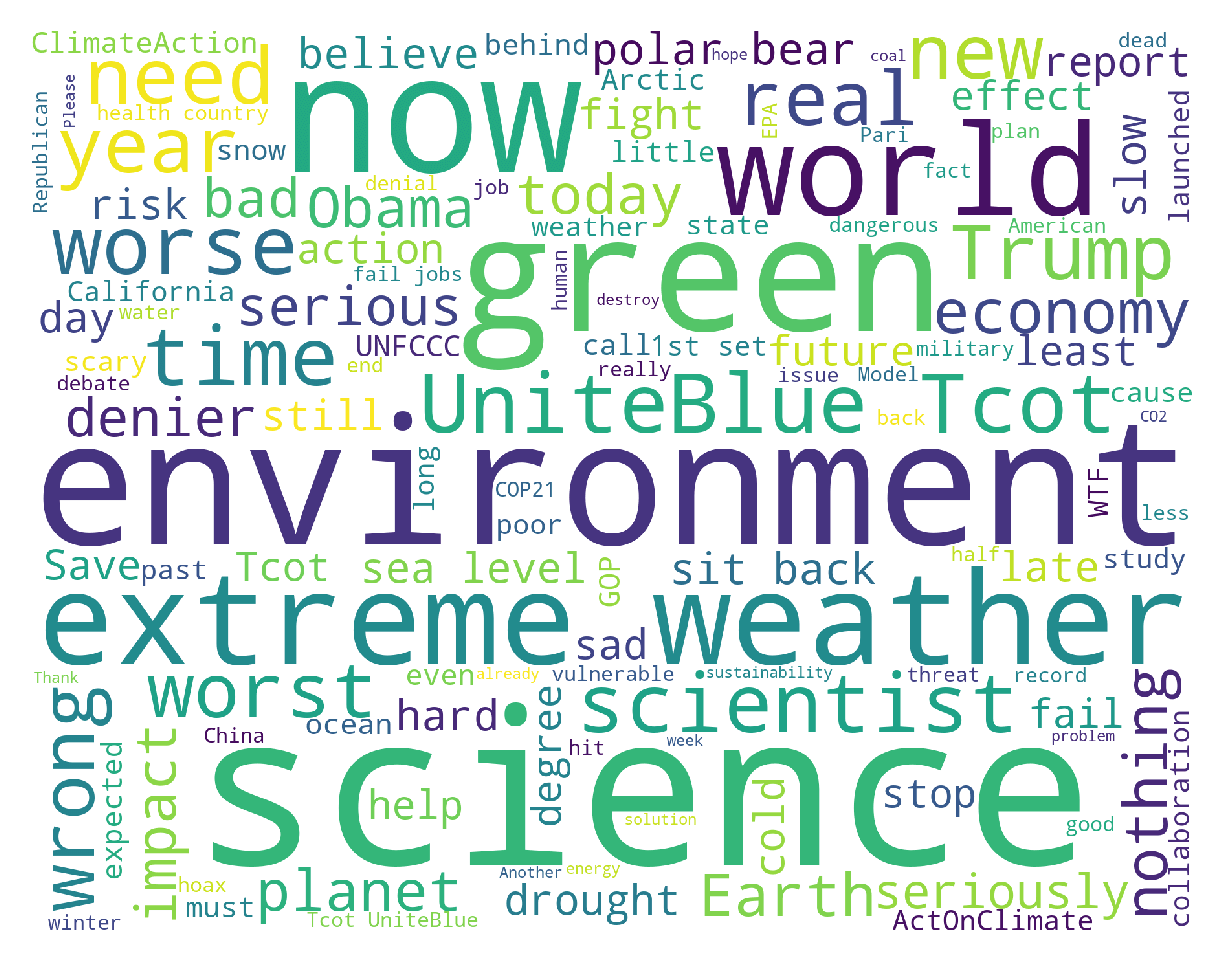 ClimateAction
believe
behind
polar
hope
bear
coal
new
dead
report
need
now
Arctic
real
effect
Please
health country
fight
EPA
Pari
plan
launched
Republican
year
snow
little
world
fact
slow
denial
job
today
risk
bad
Obama
weather
state
dangerous
American
worse
action
green
Trump
fail jobs
human
destroy
California
day
water
serious
economy
time
UNFCCC
call
1st set
future
military
least
scary
end
really
issue
Model
debate
denier
still
UniteBlue
back
Tcot
cause
CO2
environment
long
COP21
WTF
poor
less
Save
past
Tcot
sea level
GOP
sit back
half
late
study
extreme
weather
sad
Thank
worst
even
already
vulnerable
sustainability
threat
record
wrong
ocean
hard
degree
scientist
fail
nothing
China
hit
week
problem
collaboration
expected
impact
science
help
solution
cold
stop
good
hoax
must
planet
Another
energy
drought
Earth
seriously
winter
Tcot UniteBlue
ActOnClimate